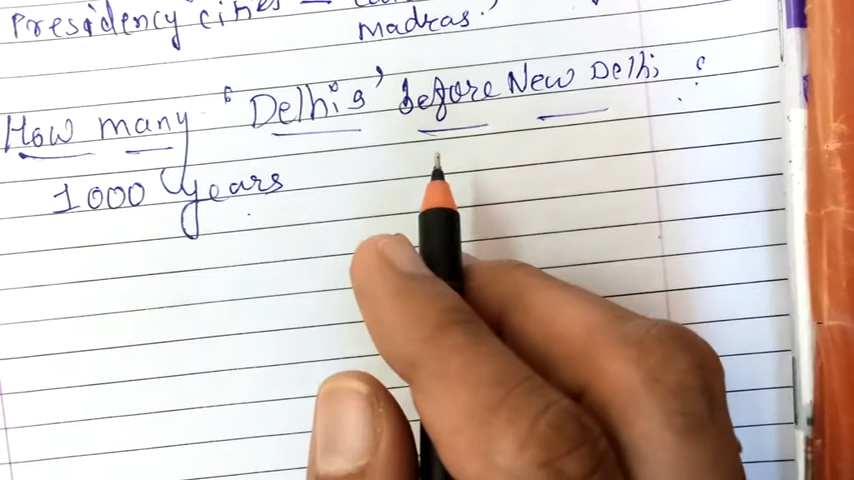 Presidency cities –
Madras.
How many 'Delhis' before New Delhi ?
1000 years